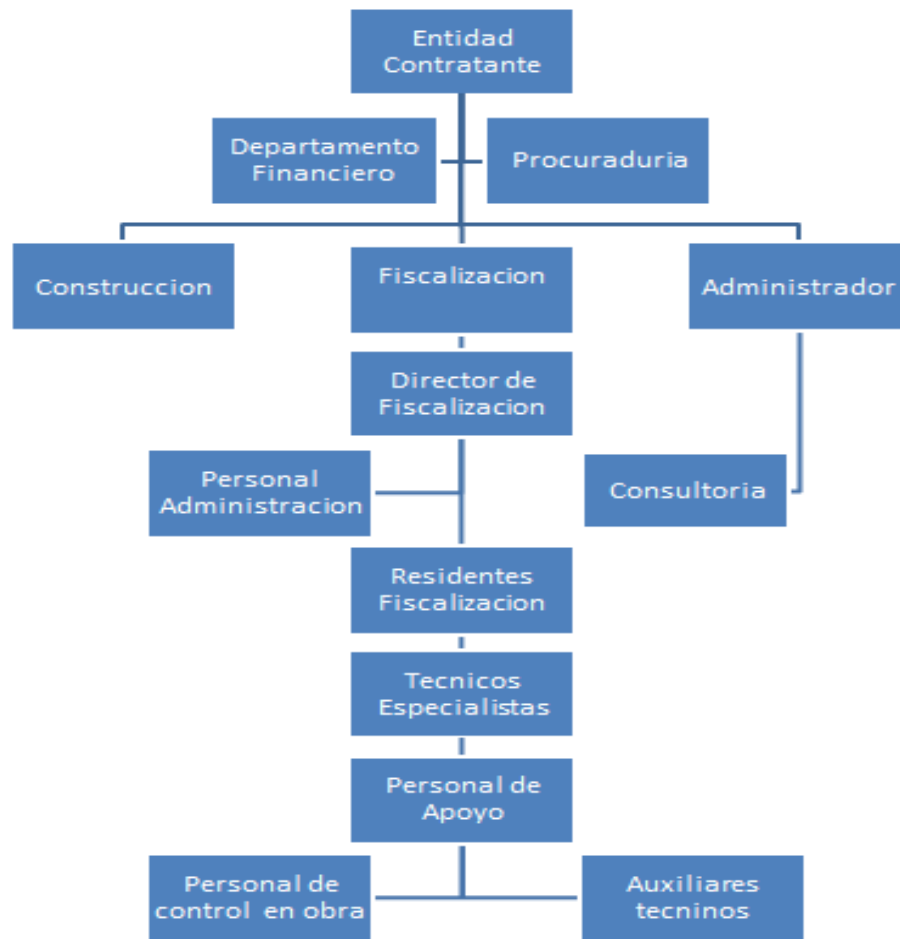 Entidad
Contratante
Departamento
Financiero
Procuraduria
Construccion
Fiscalizacion
Administrador
Director de
Fiscalizacion
Personal
Administracion
Consultoria
Residentes
Fiscalizacion
Tecnicos
Especialistas
Personal de
Apoyo
Personal de
control en obra
Auxiliares
tecninos